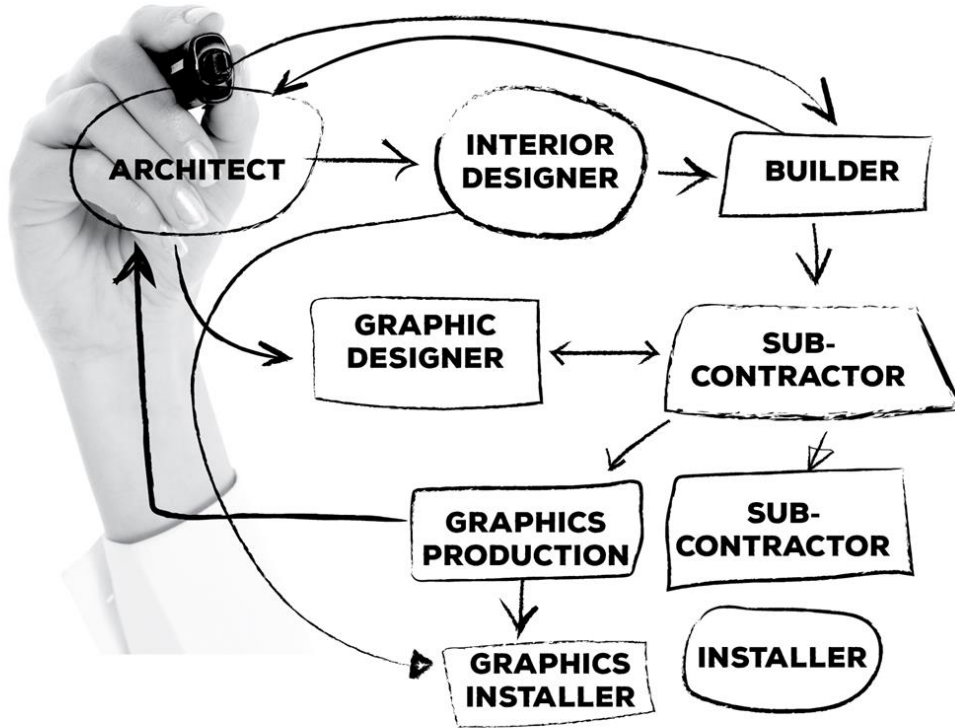 ARCHITECT
INTERIOR
DESIGNER
BUILDER
GRAPHIC
DESIGNER
SUB-
CONTRACTOR
GRAPHICS
PRODUCTION
SUB-
CONTRACTOR
GRAPHICS
INSTALLER
INSTALLER